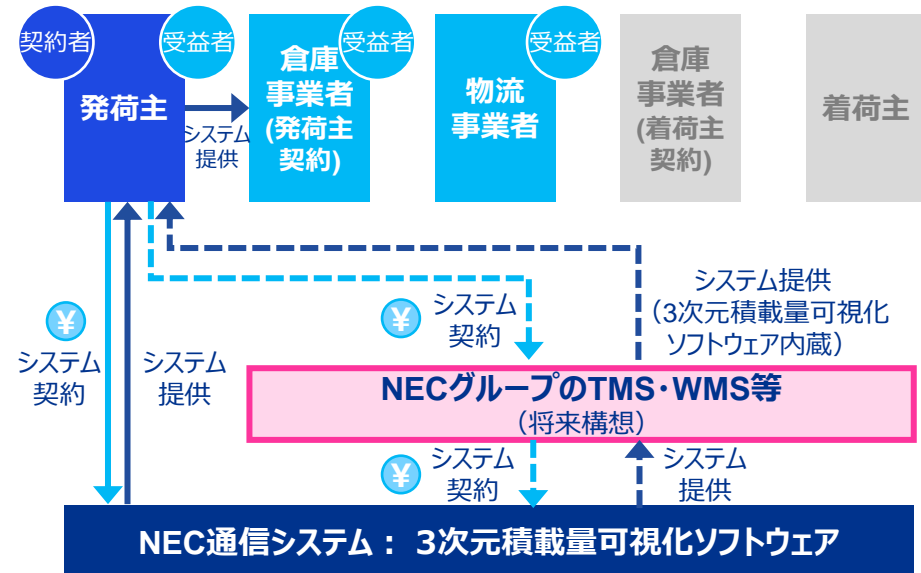 契約者
受益者
発荷主
システム
提供
倉庫
事業者
(発荷主
契約)
受益者
物流
事業者
受益者
倉庫
事業者
(着荷主
契約)
着荷主
¥
システム
契約
システム
提供
¥
システム
契約
システム提供
（3次元積載量可視化
ソフトウェア内蔵）
NECグループのTMS・WMS等
（将来構想）
¥
システム
契約
システム
提供
NEC通信システム： 3次元積載量可視化ソフトウェア